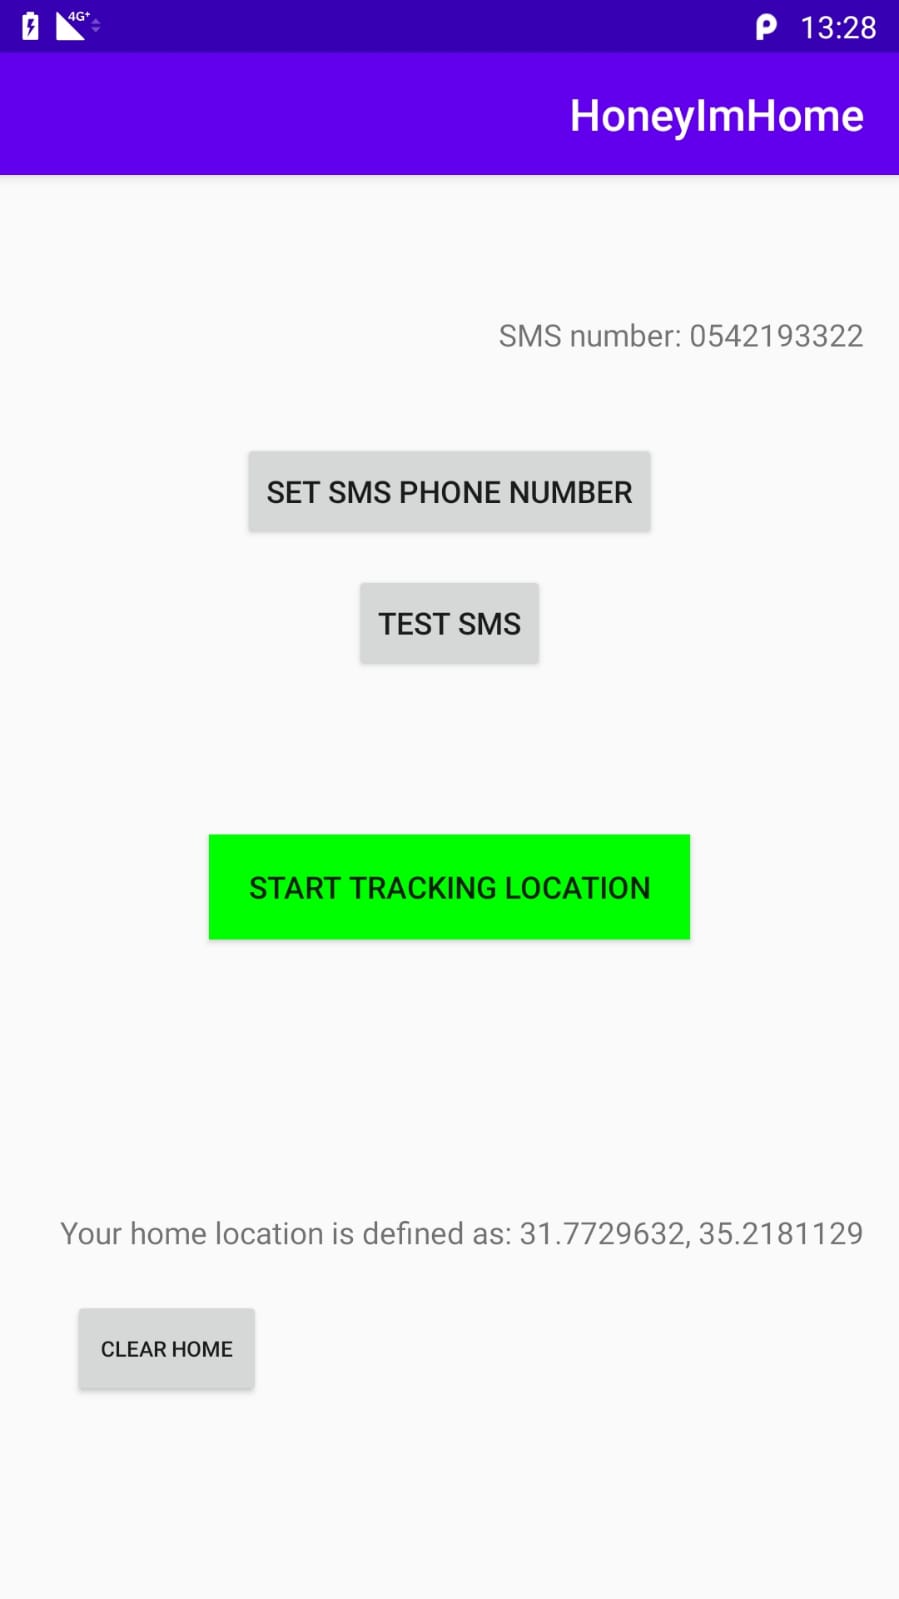 4G+
13:28
HoneyImHome
SMS number: 0542193322
SET SMS PHONE NUMBER
TEST SMS
START TRACKING LOCATION
Your home location is defined as: 31.7729632, 35.2181129
CLEAR HOME